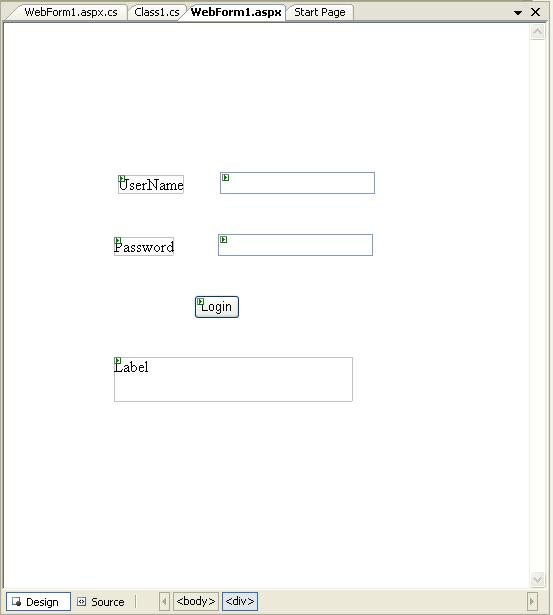 WebForm1.aspx.cs Class1.cs WebForm1.aspx Start Page
UserName
Password
Login
Label
Design Source <body> <div>